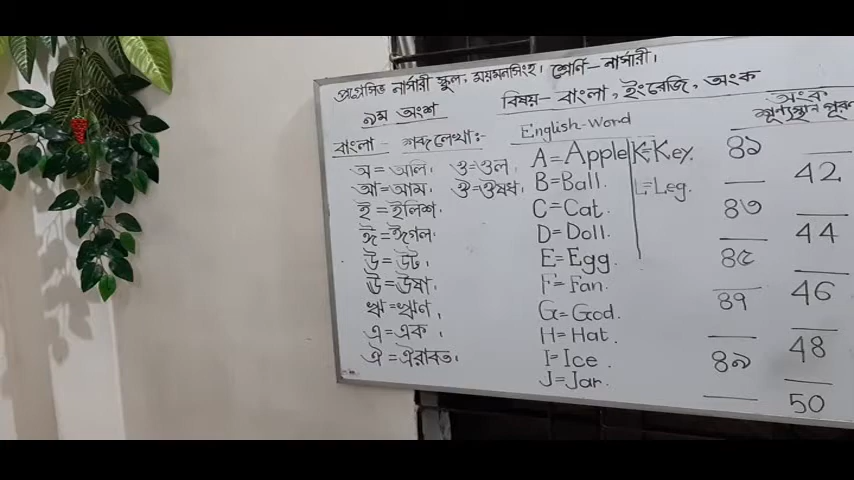 প্রগ্রেসিভ নার্সারী স্কুল, ময়মনসিংহ। শ্রেণি-নার্সারী।
৯ম অংশ
বিষয়- বাংলা, ইংরেজি, অংক
বাংলা- শব্দ লেখা:-
অ=অলি। ও=ওল
আ=আম। ঔ=ঔষধ।
ই=ইলিশ।
ঈ=ঈগল।
উ=উট।
ঊ=ঊষা।
ঋ=ঋণ।
এ=এক।
ঐ=ঐরাবত।
English-Word
A=Apple K=Key.
B=Ball. L=Leg.
C=Cat.
D=Doll.
E=Egg.
F=Fan.
G=God.
H=Hat.
I=Ice.
J=Jar.
অংক
শূণ্যস্থান পূরণ
৪১
৪৩
৪৫
৪৭
৪৯
42
44
46
48
50